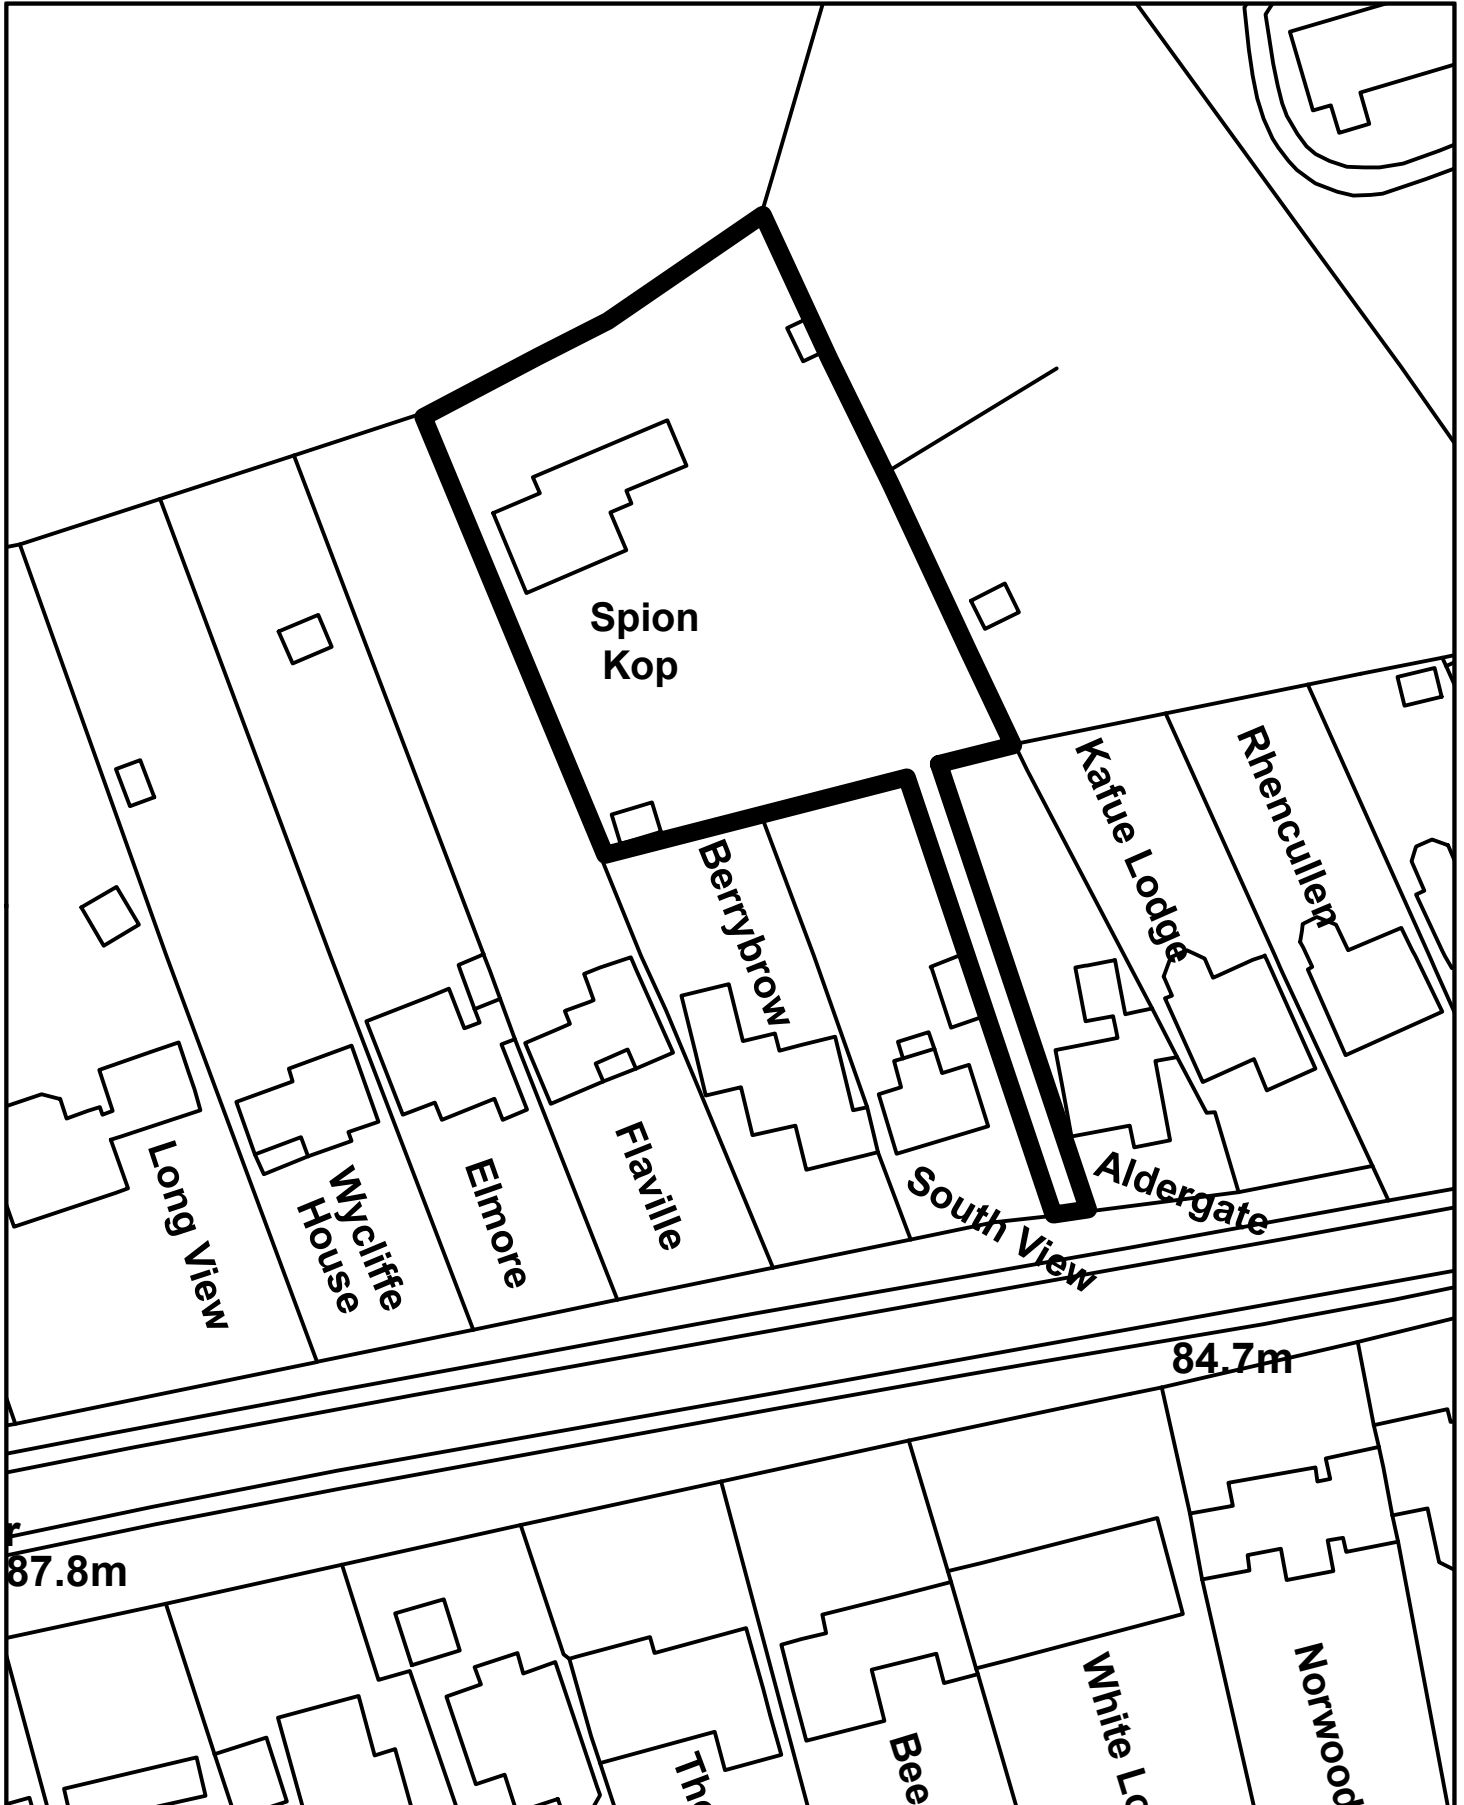 Spion
Kop
Kafue Lodge
Rhencullen
Berrybrow
Long View
Wycliffe
House
Elmore
Flaville
South View
Aldergate
84.7m
r
87.8m
The
Bee
White Lo
Norwood